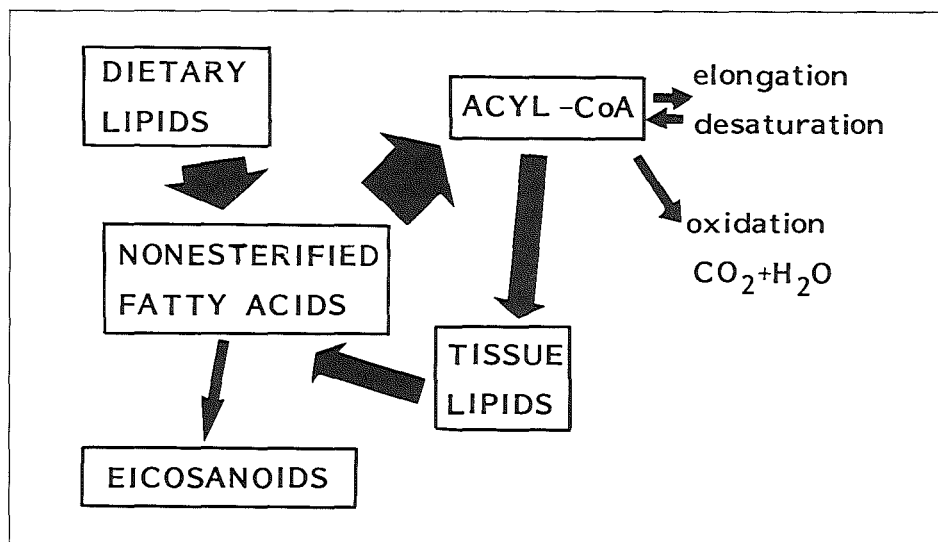 DIETARY
LIPIDS
ACYL-CoA
elongation
desaturation
oxidation
CO₂+H₂O
NONESTERIFIED
FATTY ACIDS
TISSUE
LIPIDS
EICOSANOIDS